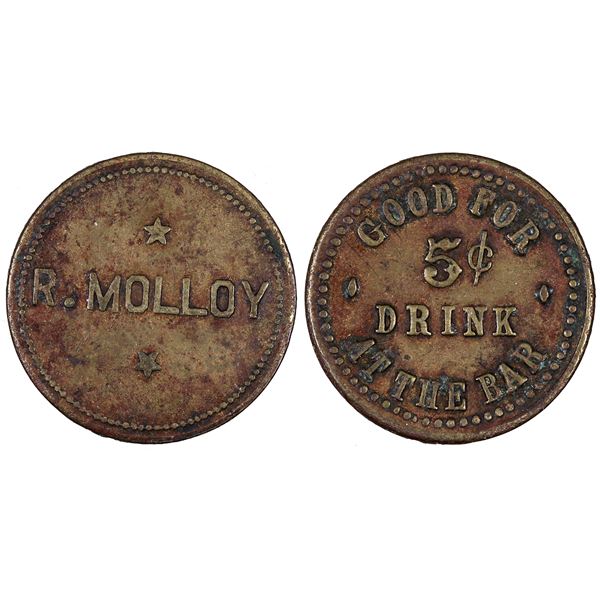 R. MOLLOY
GOOD FOR
5¢
DRINK
AT THE BAR